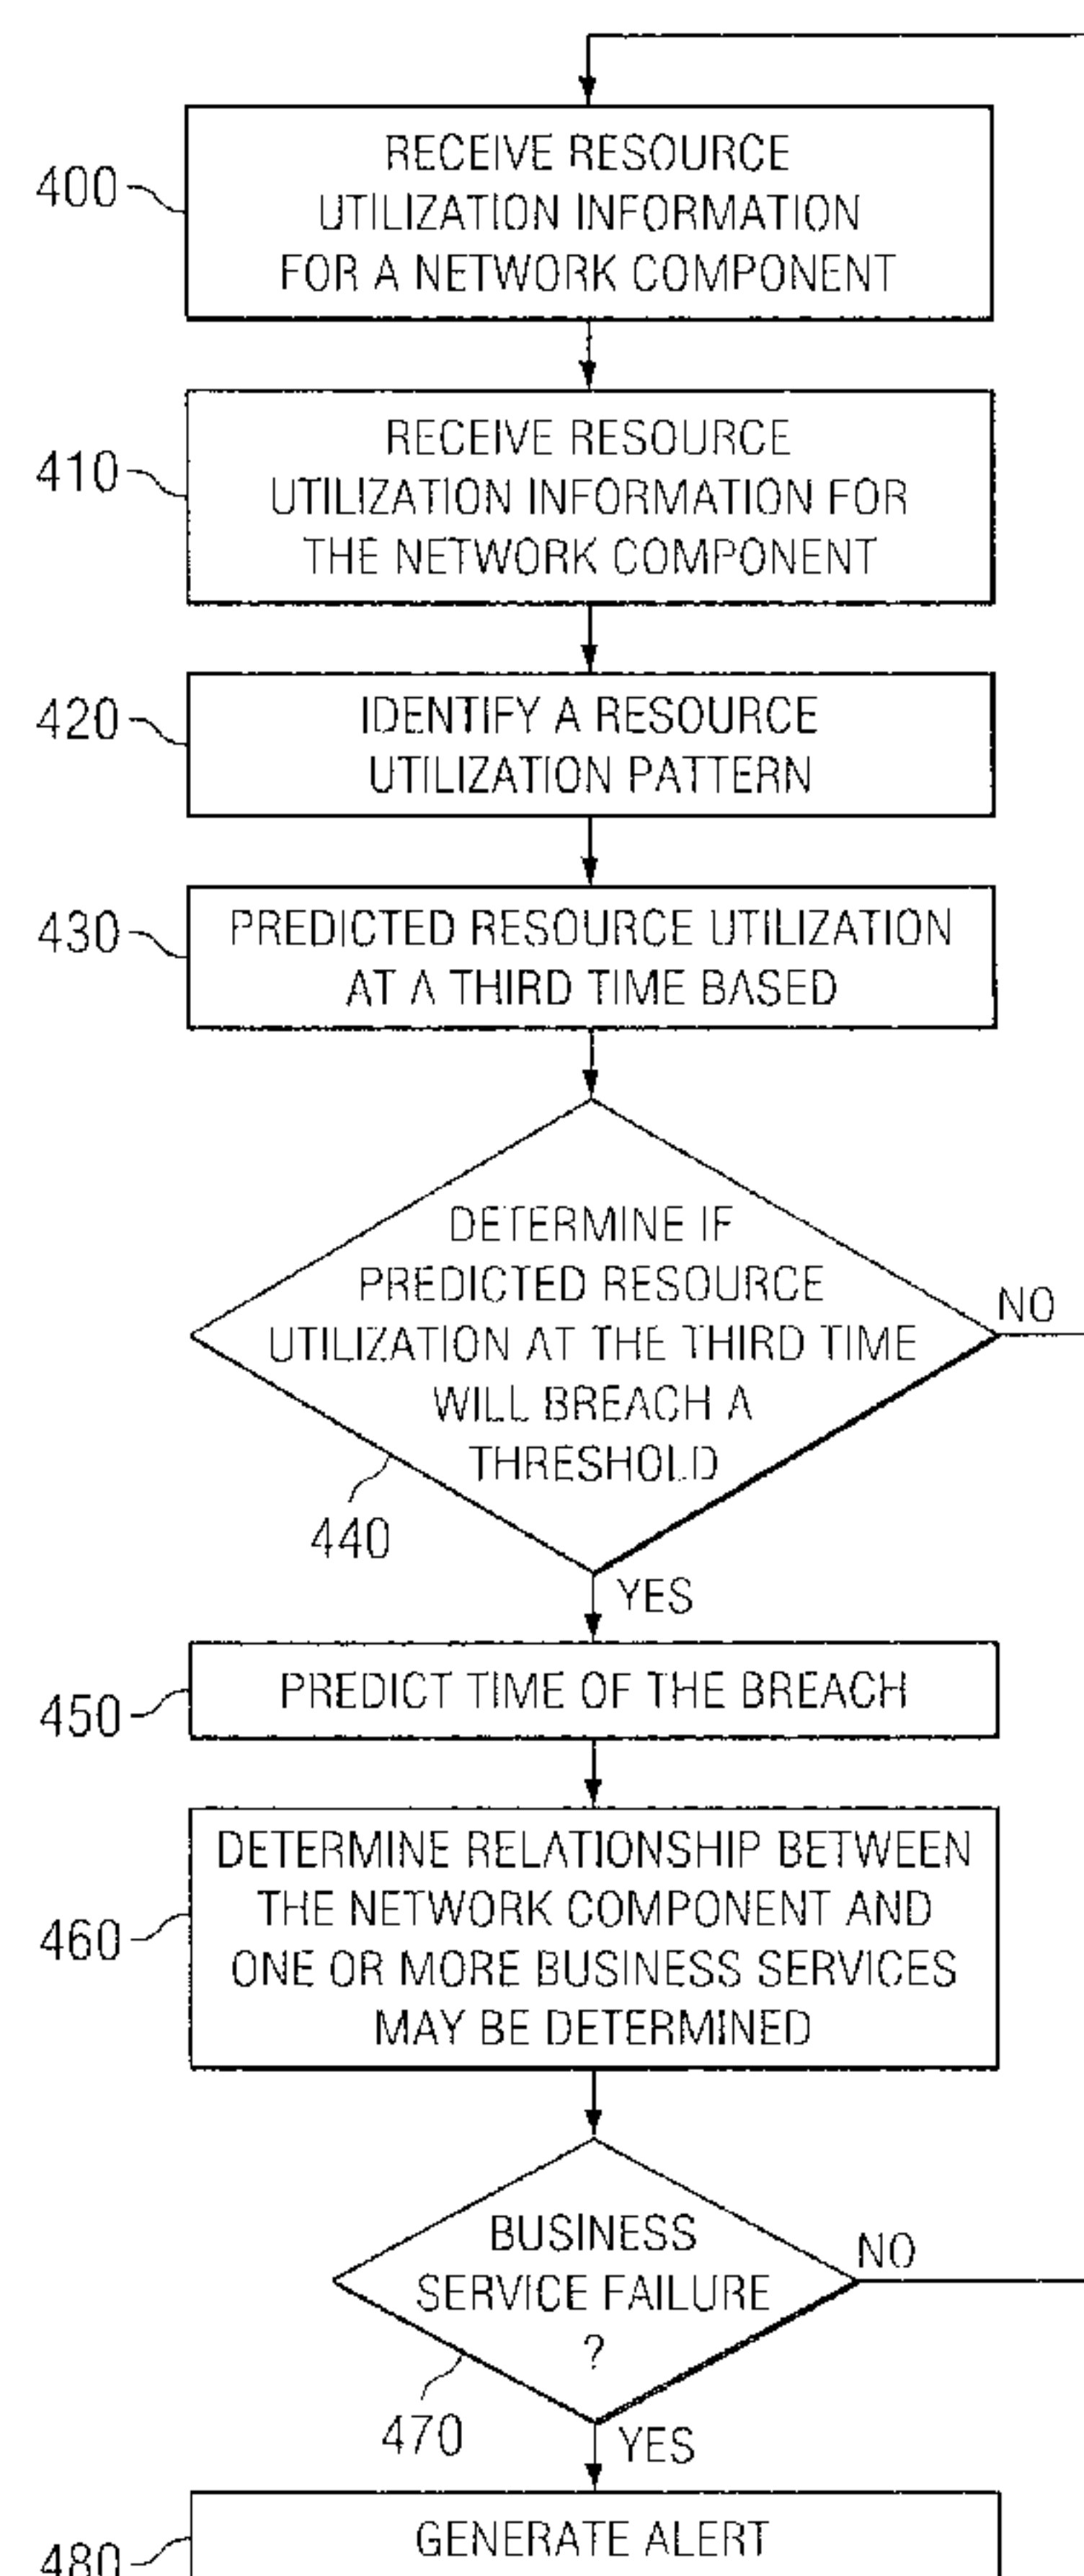 400
RECEIVE RESOURCE
UTILIZATION INFORMATION
FOR A NETWORK COMPONENT
410
RECEIVE RESOURCE
UTILIZATION INFORMATION FOR
THE NETWORK COMPONENT
420
IDENTIFY A RESOURCE
UTILIZATION PATTERN
430
PREDICTED RESOURCE UTILIZATION
AT A THIRD TIME BASED
DETERMINE IF
PREDICTED RESOURCE
UTILIZATION AT THE THIRD TIME
WILL BREACH A
THRESHOLD
NO
440
YES
450
PREDICT TIME OF THE BREACH
460
DETERMINE RELATIONSHIP BETWEEN
THE NETWORK COMPONENT AND
ONE OR MORE BUSINESS SERVICES
MAY BE DETERMINED
BUSINESS
SERVICE FAILURE
?
NO
470
YES
480
GENERATE ALERT